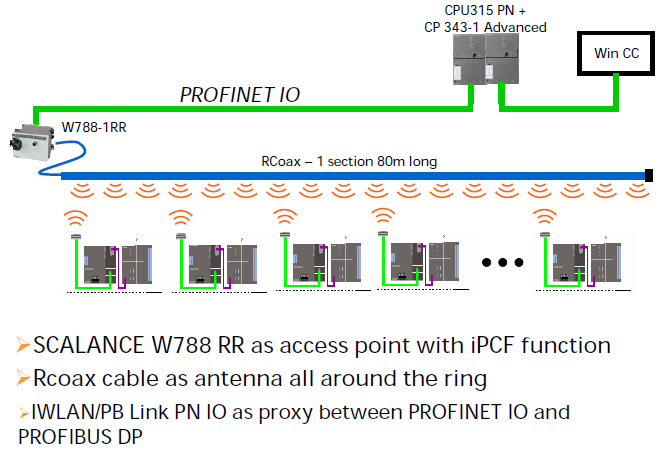 CPU315 PN +
CP 343-1 Advanced
Win CC
PROFINET IO
W788-1RR
RCoax – 1 section 80m long
➢SCALANCE W788 RR as access point with iPCF function
➢Rcoax cable as antenna all around the ring
➢IWLAN/PB Link PN IO as proxy between PROFINET IO and
PROFIBUS DP